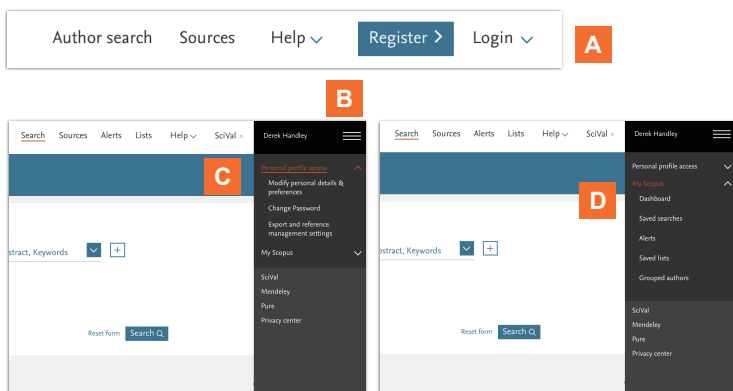 Author search Sources Help Register Login
A
B
Search Sources Alerts Lists Help SciVal Derek Handley
C
Personal profile access
Modify personal details &
preferences
Change Password
Export and reference
management settings
stract, Keywords
My Scopus
SciVal
Mendeley
Pure
Privacy center
Reset form Search
Search Sources Alerts Lists Help SciVal Derek Handley
Personal profile access
D
My Scopus
Dashboard
Saved searches
Alerts
bstract, Keywords
Saved lists
Grouped authors
SciVal
Mendeley
Pure
Privacy center
Reset form Search